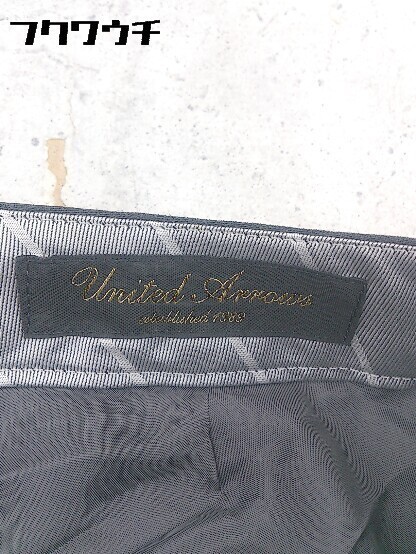 フクワウチ
United Arrows
established 1989